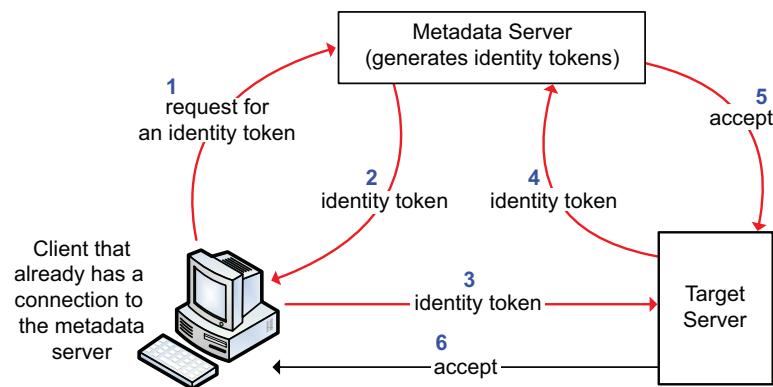 Metadata Server
(generates identity tokens)
1
request for
an identity token
2
identity token
4
identity token
5
accept
Client that
already has a
connection to
the metadata
server
3
identity token
Target
Server
6
accept